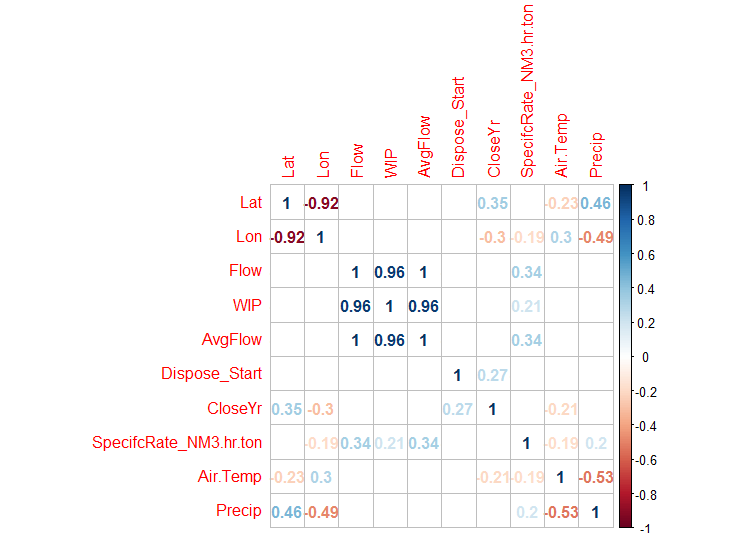 Lat Lon Flow WIP AvgFlow Dispose_Start CloseYr SpecifcRate_NM3.hr.ton Air.Temp Precip
Lat 1 -0.92 0.35 -0.23 0.46
Lon -0.92 1 -0.3 -0.19 0.3 -0.49
Flow 1 0.96 1 0.34
WIP 0.96 1 0.96 0.21
AvgFlow 1 0.96 1 0.34
Dispose_Start 1 0.27
CloseYr 0.35 -0.3 0.27 1 -0.21
SpecifcRate_NM3.hr.ton -0.19 0.34 0.21 0.34 1 -0.19 0.2
Air.Temp -0.23 0.3 -0.21 -0.19 1 -0.53
Precip 0.46 -0.49 0.2 -0.53 1
1
0.8
0.6
0.4
0.2
0
-0.2
-0.4
-0.6
-0.8
-1